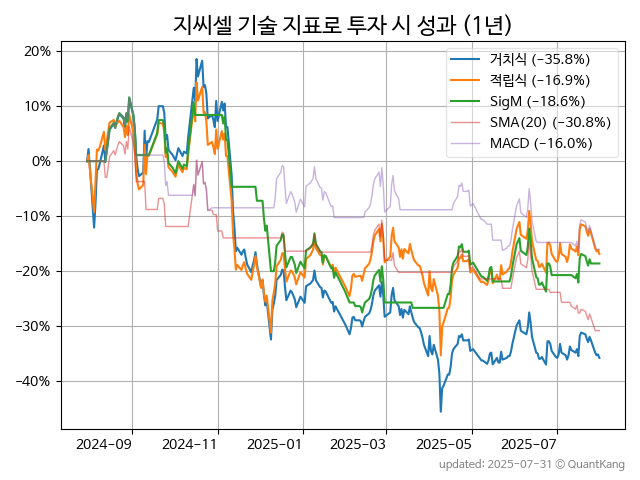 지씨셀 기술 지표로 투자 시 성과 (1년)
20%
10%
0%
−10%
−20%
−30%
−40%
거치식 (−35.8%)
적립식 (−16.9%)
SigM (−18.6%)
SMA(20) (−30.8%)
MACD (−16.0%)
2024-09
2024-11
2025-01
2025-03
2025-05
2025-07
updated: 2025-07-31 © QuantKang